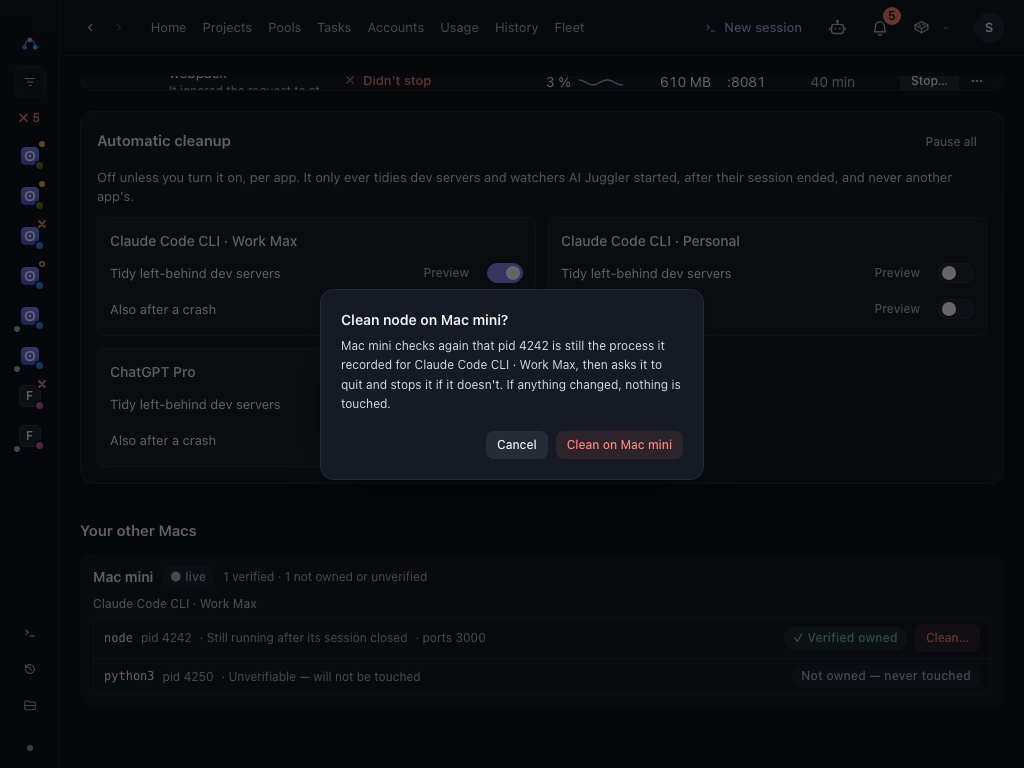 Home Projects Pools Tasks Accounts Usage History Fleet New session 5 S
5
webpack Didn't stop 3 % 610 MB :8081 40 min Stop...
Automatic cleanup Pause all
Off unless you turn it on, per app. It only ever tidies dev servers and watchers AI Juggler started, after their session ended, and never another
app's.
Claude Code CLI · Work Max
Tidy left-behind dev servers Preview
Also after a crash
Claude Code CLI · Personal
Tidy left-behind dev servers Preview
Preview
ChatGPT Pro
Tidy left-behind dev servers
Also after a crash
F
F
Clean node on Mac mini?
Mac mini checks again that pid 4242 is still the process it
recorded for Claude Code CLI · Work Max, then asks it to
quit and stops it if it doesn't. If anything changed, nothing is
touched.
Cancel Clean on Mac mini
Your other Macs
Mac mini live 1 verified · 1 not owned or unverified
Claude Code CLI · Work Max
node pid 4242 · Still running after its session closed · ports 3000 ✓ Verified owned Clean...
python3 pid 4250 · Unverifiable — will not be touched Not owned — never touched